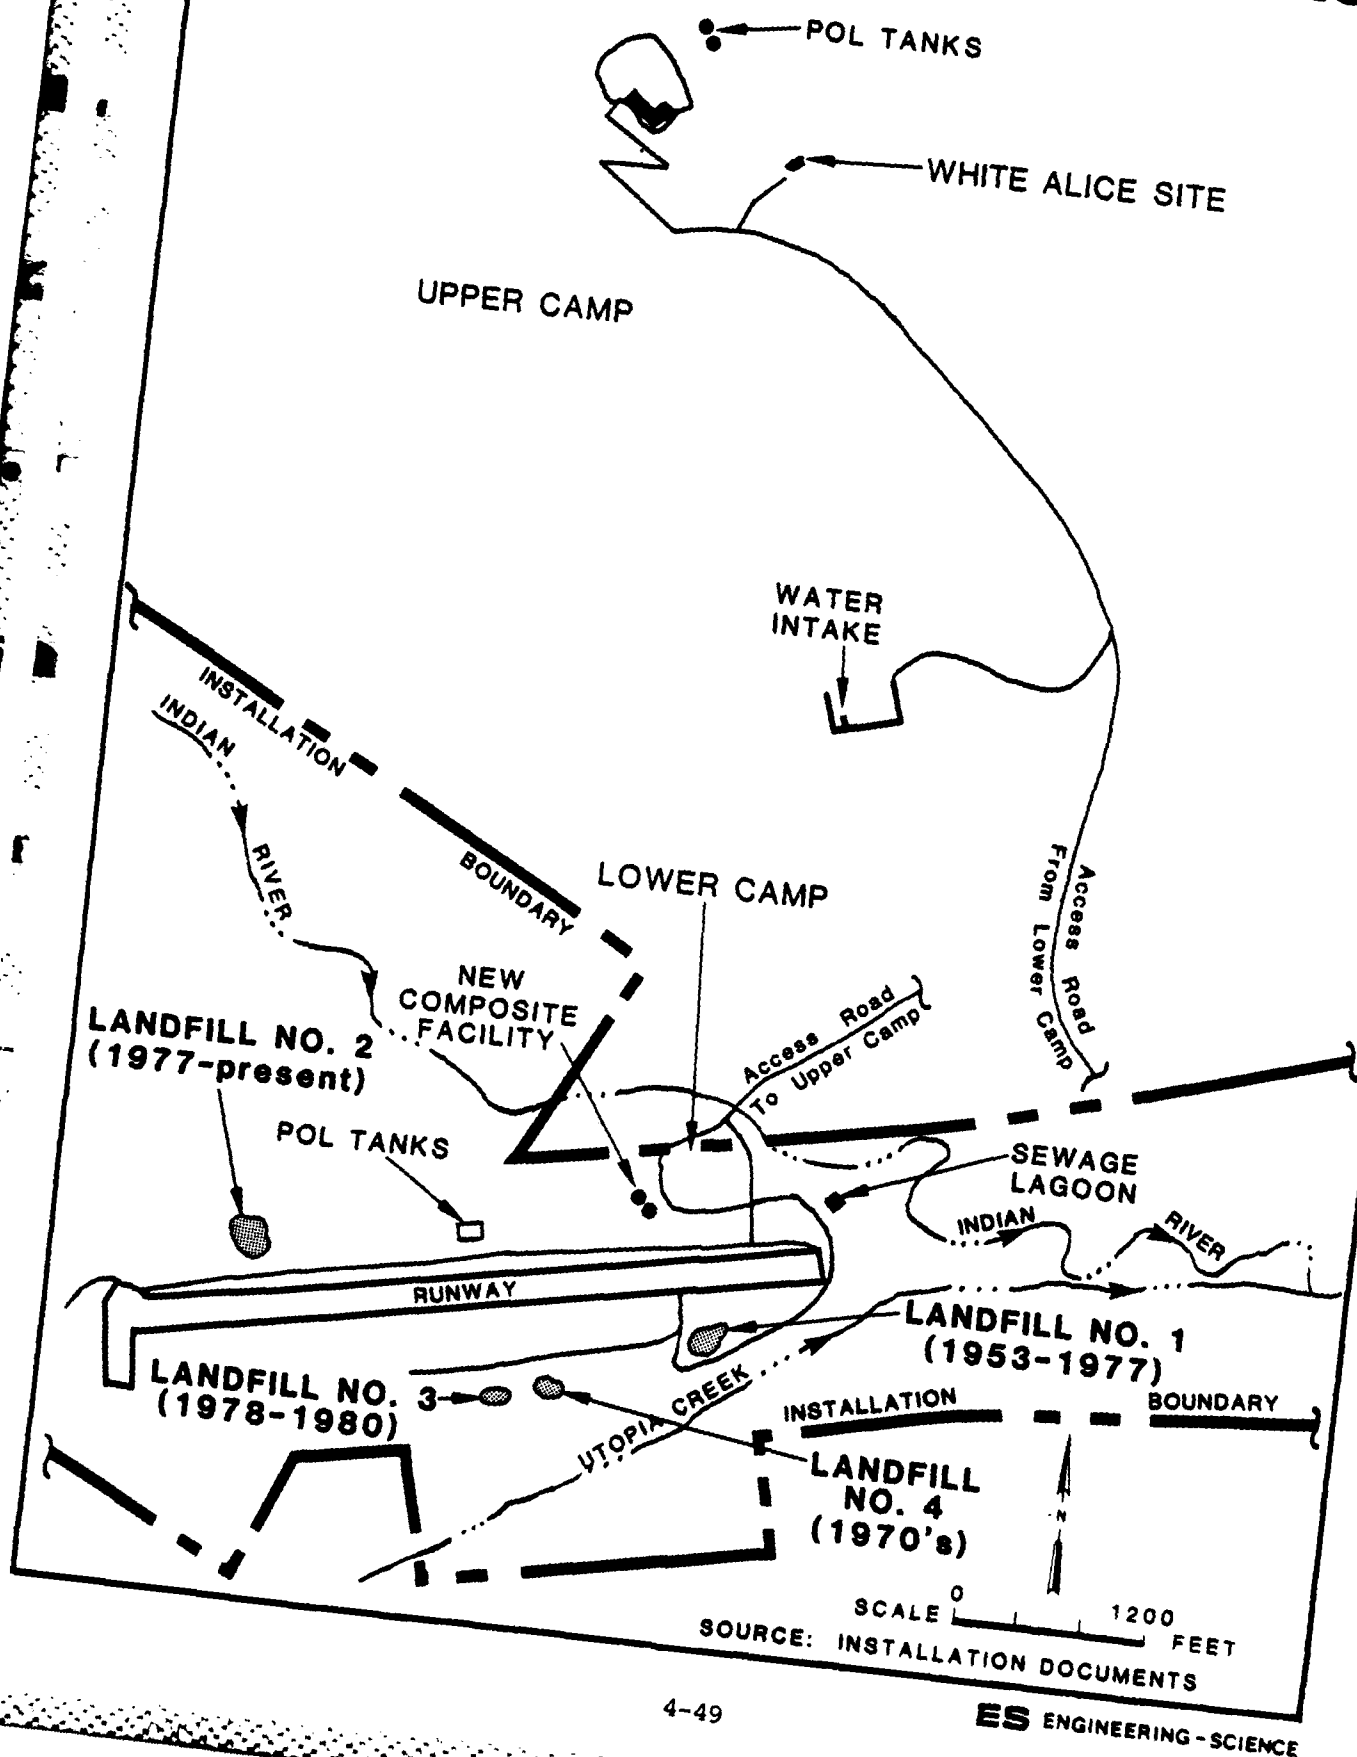 POL TANKS
WHITE ALICE SITE
UPPER CAMP
WATER
INTAKE
INSTALLATION
BOUNDARY
INDIAN
RIVER
LOWER CAMP
Access Road
From Lower Camp
NEW
COMPOSITE
FACILITY
Access Road
To Upper Camp
LANDFILL NO. 2
(1977-present)
POL TANKS
SEWAGE
LAGOON
INDIAN
RIVER
RUNWAY
LANDFILL NO. 1
(1953-1977)
LANDFILL NO. 3
(1978-1980)
UTOPIA CREEK
INSTALLATION
BOUNDARY
LANDFILL
NO. 4
(1970's)
N
0
1200
SCALE
FEET
SOURCE: INSTALLATION DOCUMENTS
4-49
ES ENGINEERING-SCIENCE